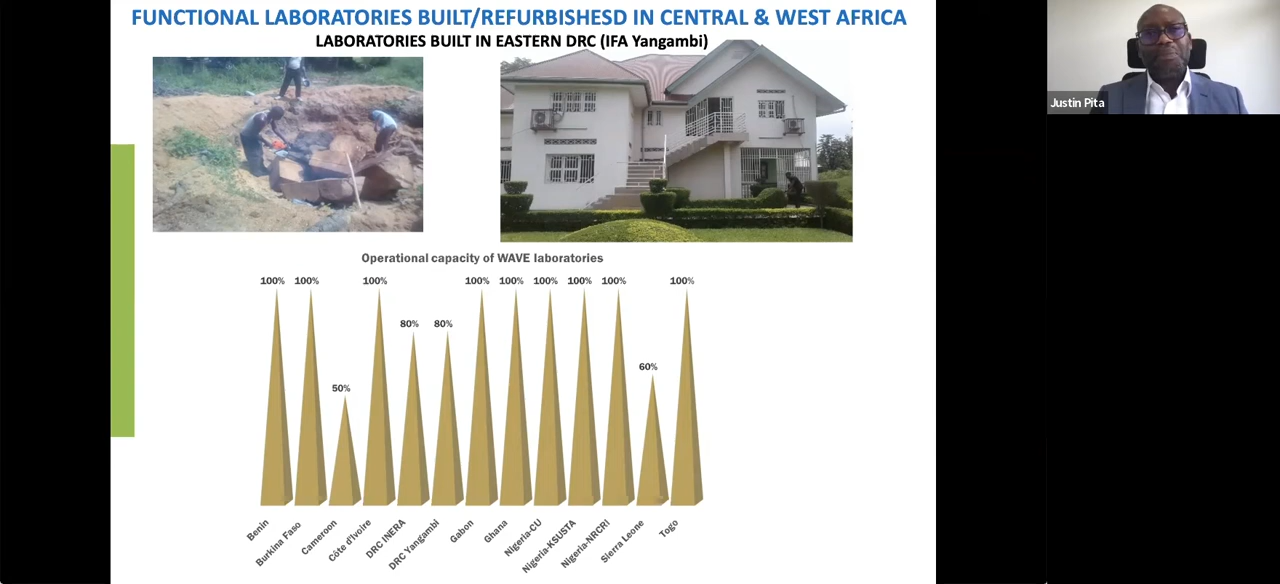 FUNCTIONAL LABORATORIES BUILT/REFURBISHESD IN CENTRAL & WEST AFRICA
LABORATORIES BUILT IN EASTERN DRC (IFA Yangambi)
Justin Pita
Operational capacity of WAVE laboratories
100%
100%
50%
100%
80%
80%
100%
100%
100%
100%
100%
60%
100%
Benin
Burkina Faso
Cameroon
Côte d'Ivoire
DRC INERA
DRC Yangambi
Gabon
Ghana
Nigeria-CU
Nigeria-KSUSTA
Nigeria-NRCRI
Sierra Leone
Togo